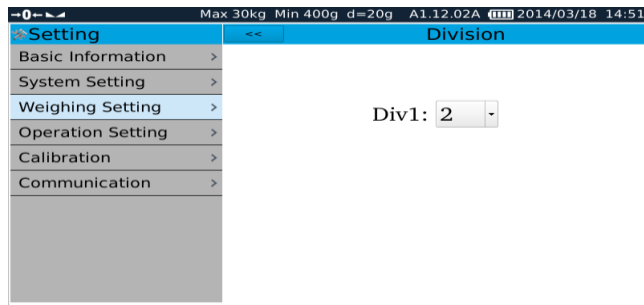 →0← Max 30kg Min 400g d=20g A1.12.02A 2014/03/18 14:51
Setting
<< Division
Basic Information >
System Setting >
Weighing Setting >
Div1: 2
Operation Setting >
Calibration >
Communication >